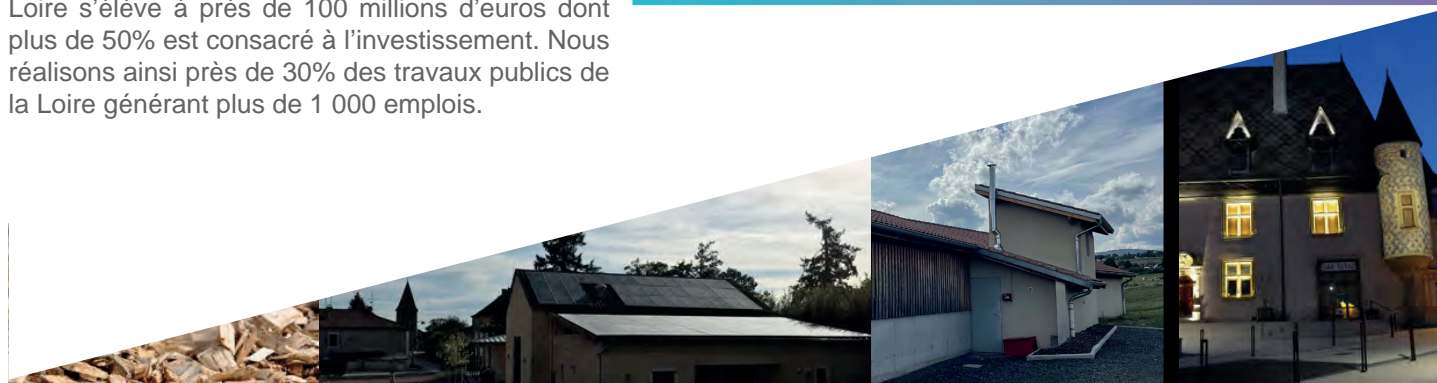 Loire s'élève à près de 100 millions d'euros dont
plus de 50% est consacré à l'investissement. Nous
réalisons ainsi près de 30% des travaux publics de
la Loire générant plus de 1 000 emplois.